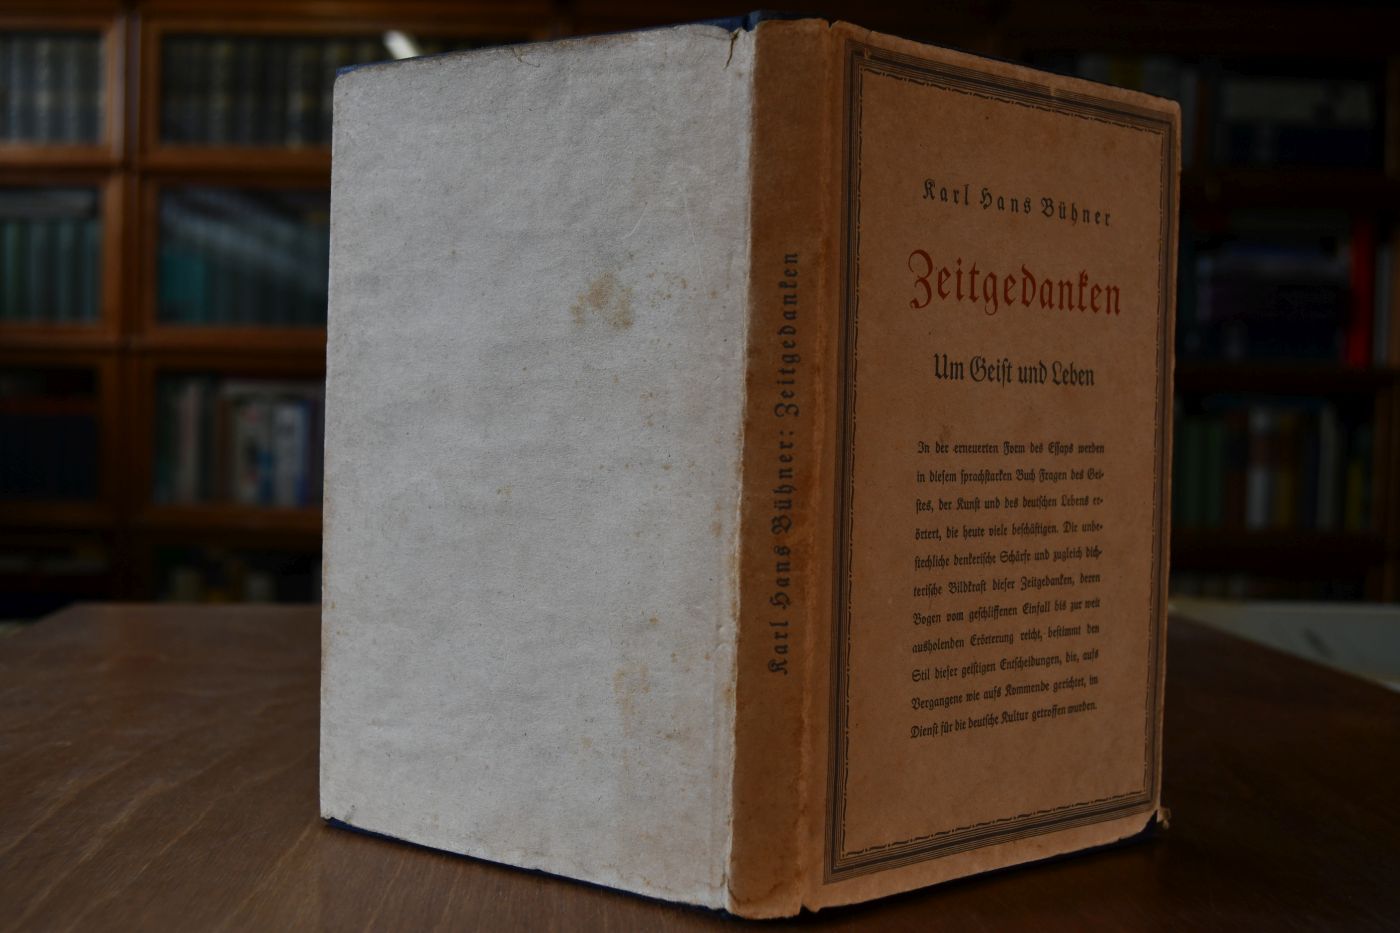 Karl Hans Bühner: Zeitgedanken
Karl Hans Bühner
Zeitgedanken
Um Geist und Leben
In der erneuerten Form des Essays werden
in diesem sprachstarken Buch Fragen des Gei-
stes, der Kunst und des deutschen Lebens er-
örtert, die heute viele beschäftigen. Die unbe-
stechliche denkerische Schärfe und zugleich dich-
terische Bildkraft dieser Zeitgedanken, deren
Bogen vom geschliffenen Einfall bis zur weit
ausholenden Erörterung reicht, bestimmt den
Stil dieser geistigen Entscheidungen, die, aufs
Vergangene wie aufs Kommende gerichtet, im
Dienst für die deutsche Kultur getroffen wurden.